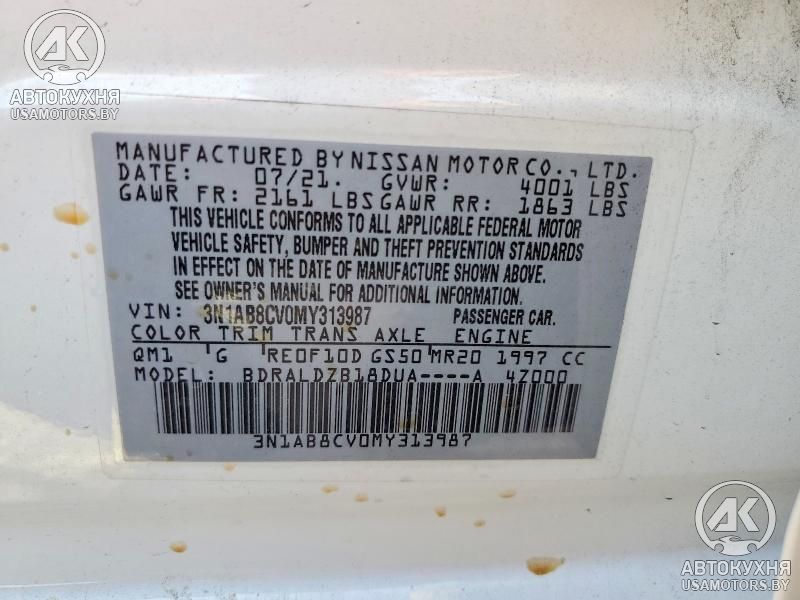 AK
АВТОКУХНЯ
USAMOTORS.BY
MANUFACTURED BY NISSAN MOTOR CO., LTD.
DATE: 07/21. GVWR: 4001 LBS
GAWR FR: 2161 LBS GAWR RR: 1863 LBS
THIS VEHICLE CONFORMS TO ALL APPLICABLE FEDERAL MOTOR
VEHICLE SAFETY, BUMPER AND THEFT PREVENTION STANDARDS
IN EFFECT ON THE DATE OF MANUFACTURE SHOWN ABOVE.
SEE OWNER'S MANUAL FOR ADDITIONAL INFORMATION.
VIN: 3N1AB8CV0MY313987 PASSENGER CAR.
COLOR TRIM TRANS AXLE ENGINE
QM1 G RE0F10D GS50 MR20 1997 CC
MODEL: BDRALDZB18DUA----A 4Z000
3N1AB8CV0MY313987
AK
АВТОКУХНЯ
USAMOTORS.BY